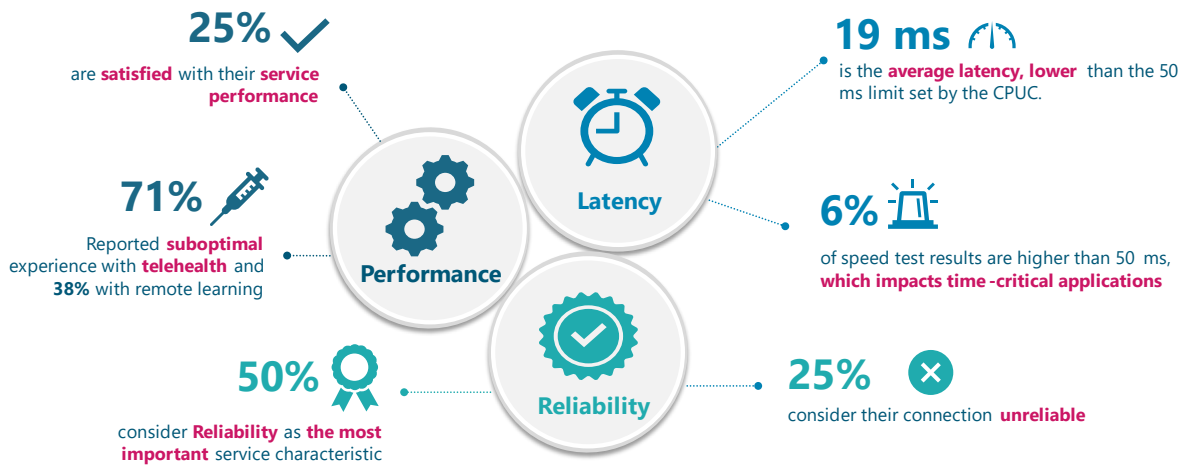 25%
are satisfied with their service
performance
71%
Reported suboptimal
experience with telehealth and
38% with remote learning
Performance
Latency
19 ms
is the average latency, lower than the 50
ms limit set by the CPUC.
6%
of speed test results are higher than 50 ms,
which impacts time-critical applications
50%
consider Reliability as the most
important service characteristic
Reliability
25%
consider their connection unreliable